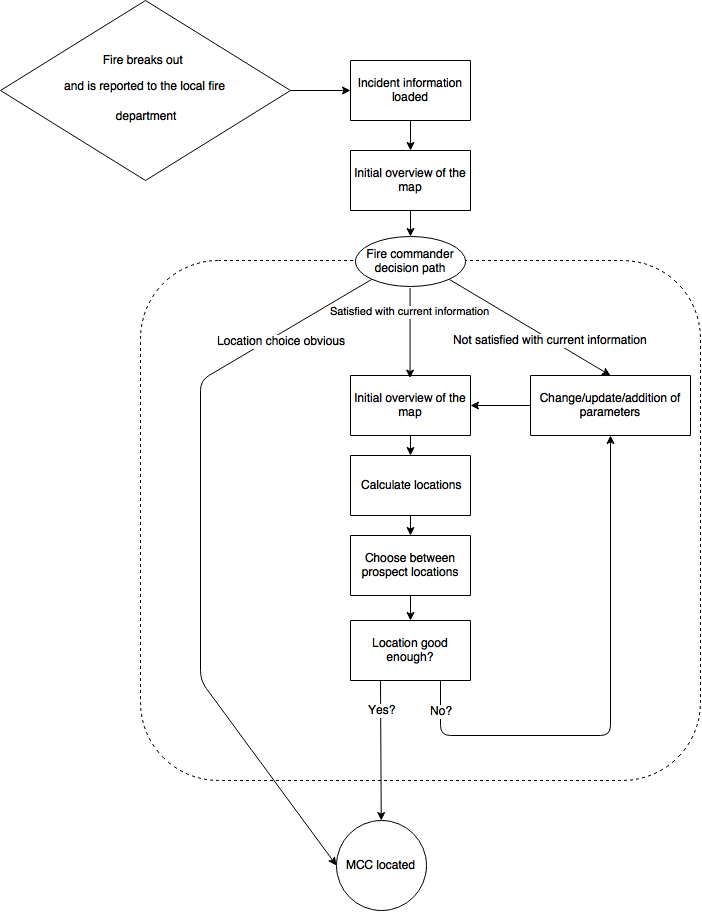 Fire breaks out
and is reported to the local fire
department
Incident information
loaded
Initial overview of the
map
Fire commander
decision path
Satisfied with current information
Location choice obvious
Not satisfied with current information
Initial overview of the
map
Change/update/addition of
parameters
Calculate locations
Choose between
prospect locations
Location good
enough?
Yes?
No?
MCC located